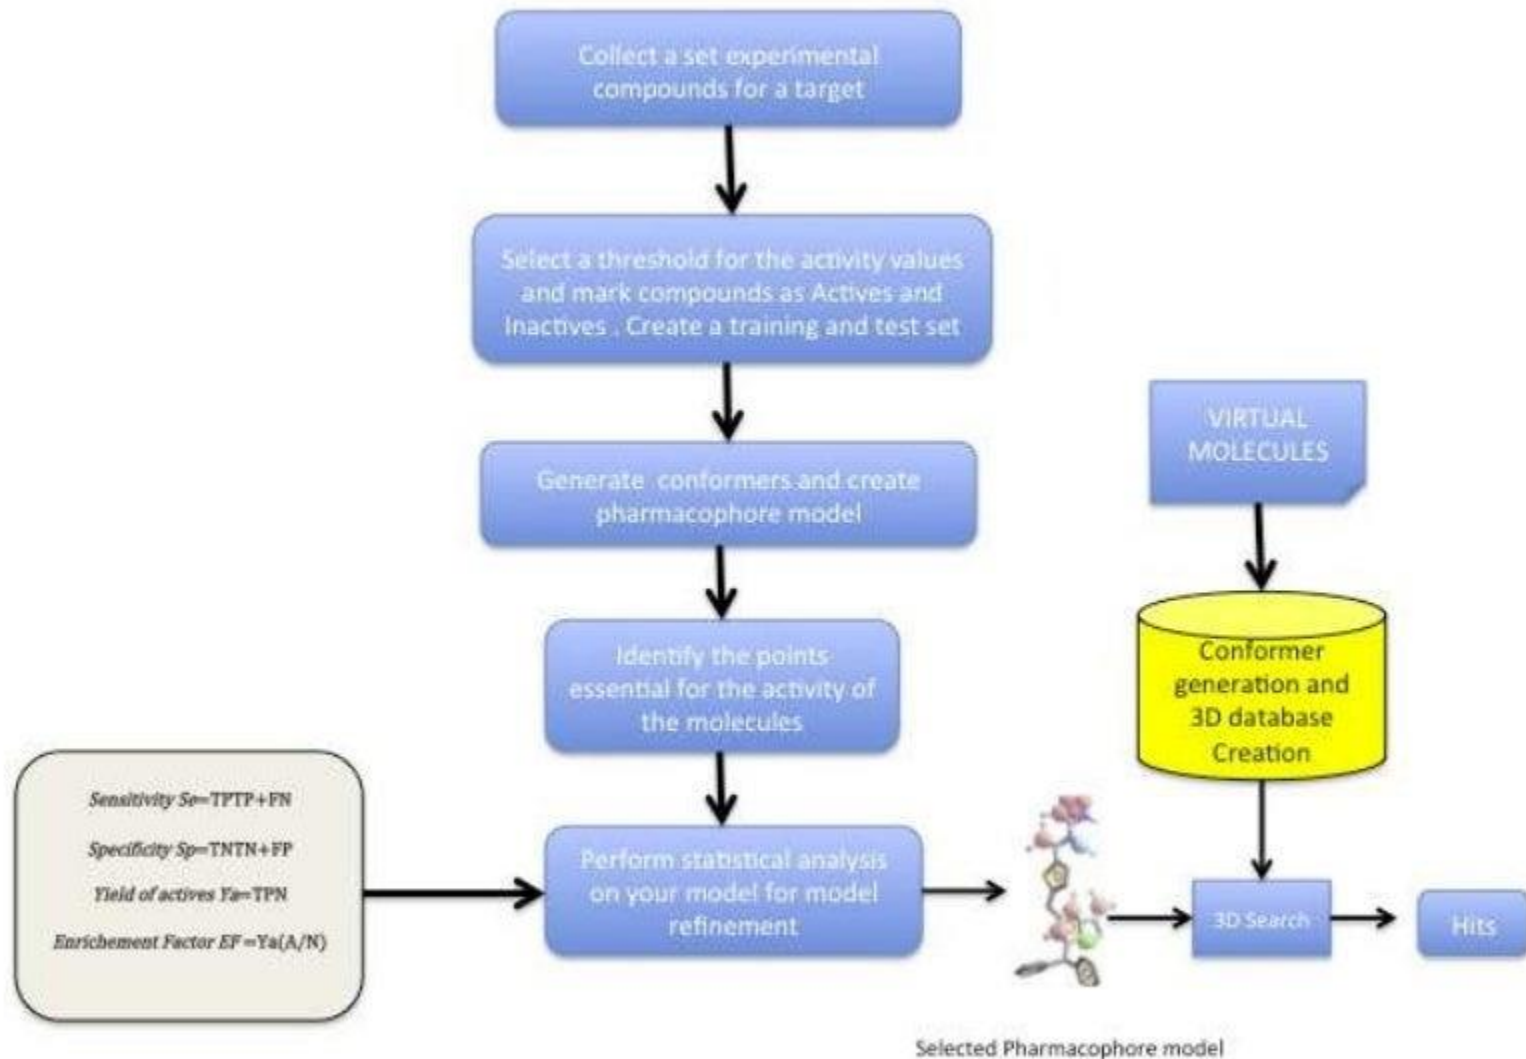 Collect a set experimental
compounds for a target
Select a threshold for the activity values
and mark compounds as Actives and
Inactives . Create a training and test set
Generate conformers and create
pharmacophore model
Identify the points
essential for the activity of
the molecules
Sensitivity Se=TPTP+FN
Specificity Sp=TNTN+FP
Yield of actives Ya=TPN
Enrichement Factor EF=Ya(A/N)
Perform statistical analysis
on your model for model
refinement
VIRTUAL
MOLECULES
Conformer
generation and
3D database
Creation
3D Search
Hits
Selected Pharmacophore model